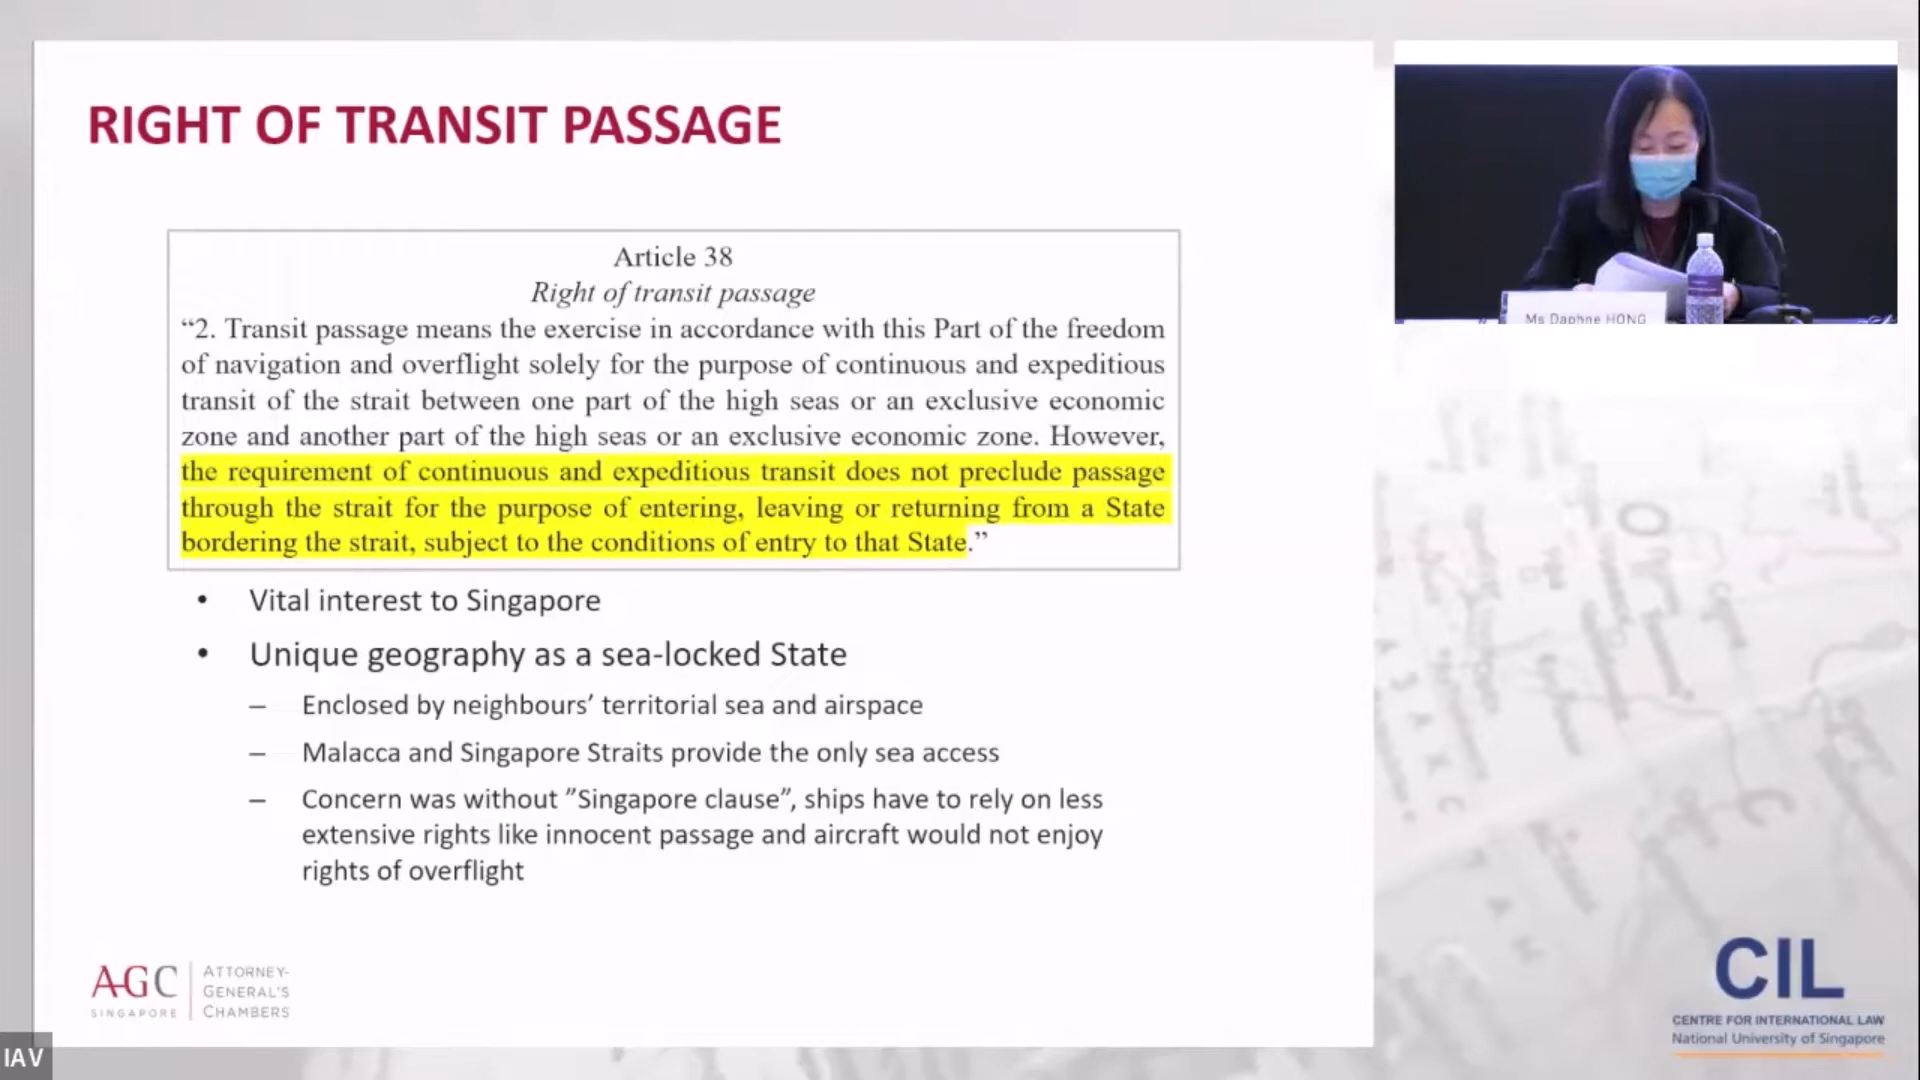 RIGHT OF TRANSIT PASSAGE
Article 38
Right of transit passage
“2. Transit passage means the exercise in accordance with this Part of the freedom
of navigation and overflight solely for the purpose of continuous and expeditious
transit of the strait between one part of the high seas or an exclusive economic
zone and another part of the high seas or an exclusive economic zone. However,
the requirement of continuous and expeditious transit does not preclude passage
through the strait for the purpose of entering, leaving or returning from a State
bordering the strait, subject to the conditions of entry to that State.”
• Vital interest to Singapore
• Unique geography as a sea-locked State
– Enclosed by neighbours’ territorial sea and airspace
– Malacca and Singapore Straits provide the only sea access
– Concern was without ”Singapore clause”, ships have to rely on less
extensive rights like innocent passage and aircraft would not enjoy
rights of overflight
AGC
SINGAPORE
ATTORNEY-
GENERAL'S
CHAMBERS
IAV
Ms Daphne HONG
CIL
CENTRE FOR INTERNATIONAL LAW
National University of Singapore